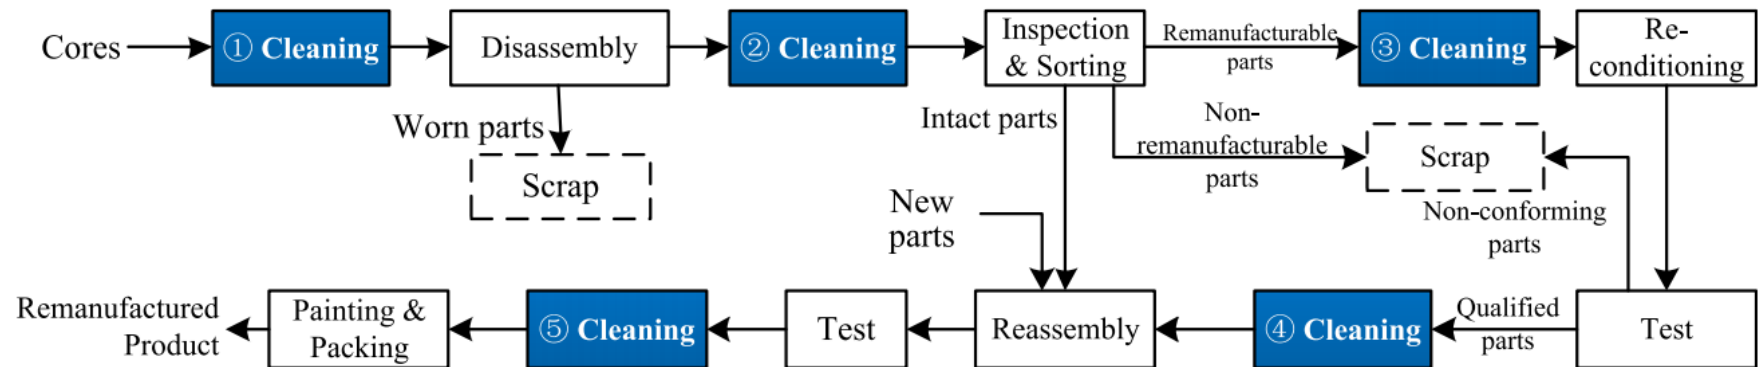 Cores
① Cleaning
Disassembly
② Cleaning
Inspection
& Sorting
Remanufacturable
parts
③ Cleaning
Re-
conditioning
Worn parts
Scrap
Intact parts
Non-
remanufacturable
parts
Scrap
Non-conforming
parts
New
parts
Remanufactured
Product
Painting &
Packing
⑤ Cleaning
Test
Reassembly
④ Cleaning
Qualified
parts
Test